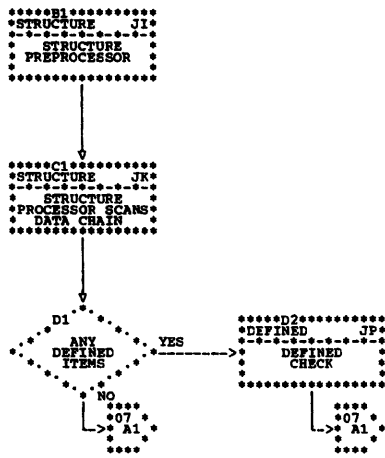 B1
STRUCTURE JI
STRUCTURE
PREPROCESSOR
C1
STRUCTURE JK
STRUCTURE
PROCESSOR SCANS
DATA CHAIN
D1
ANY
DEFINED
ITEMS
YES
NO
D2
DEFINED JP
DEFINED
CHECK
07
A1
07
A1